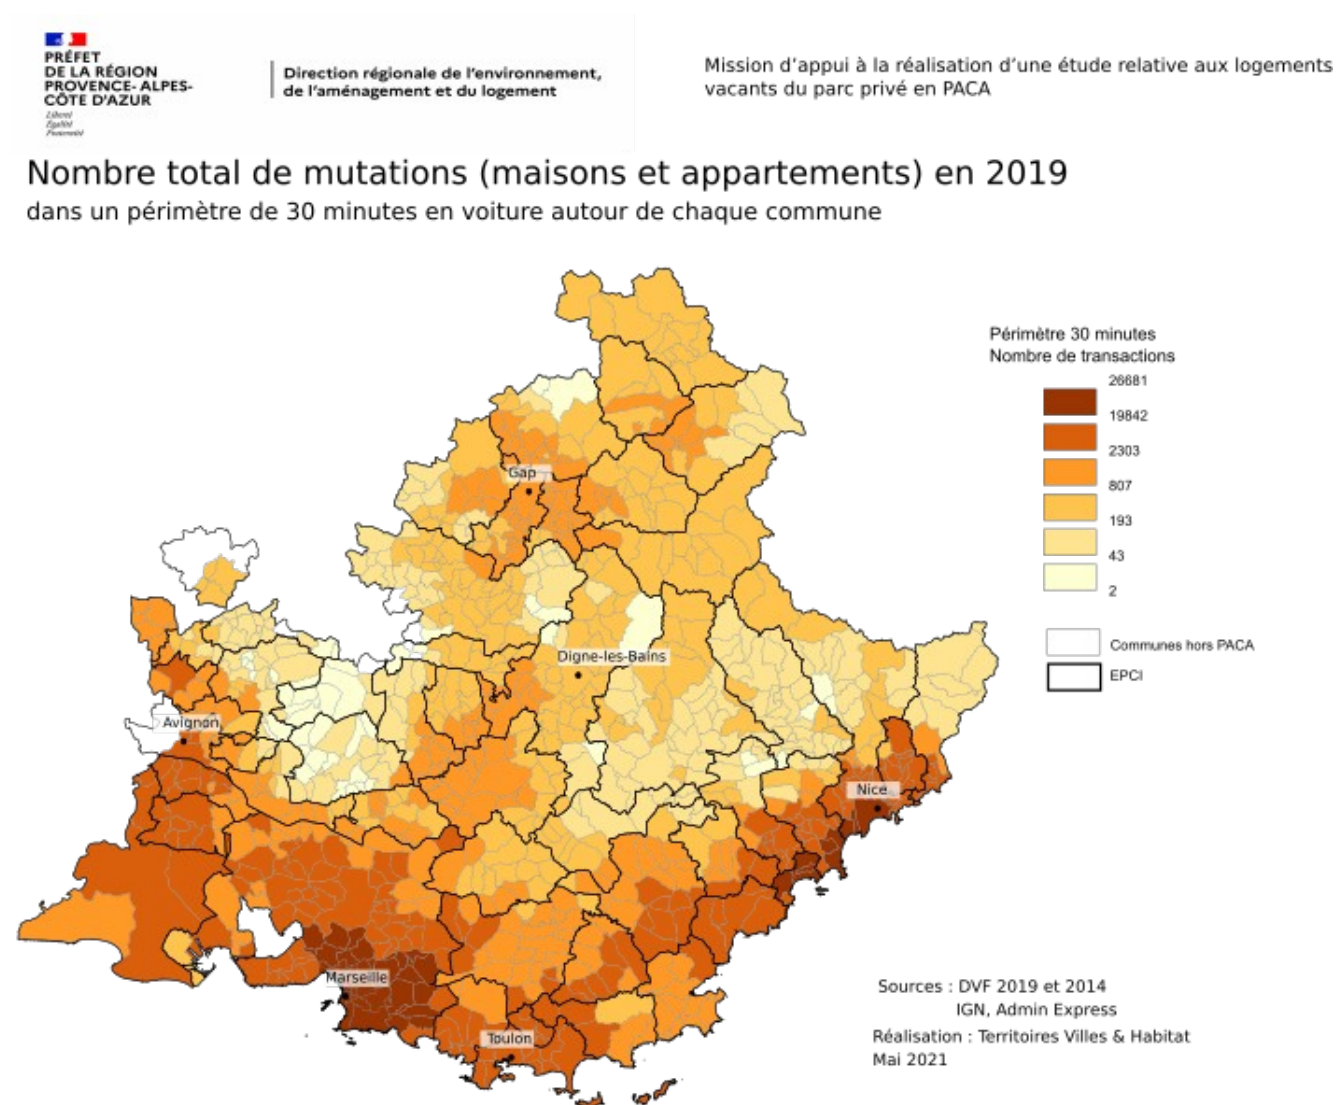 PRÉFET
DE LA RÉGION
PROVENCE- ALPES-
CÔTE D'AZUR
Liberté
Égalité
Fraternité
Direction régionale de l'environnement,
de l'aménagement et du logement
Mission d'appui à la réalisation d'une étude relative aux logements
vacants du parc privé en PACA
Nombre total de mutations (maisons et appartements) en 2019
dans un périmètre de 30 minutes en voiture autour de chaque commune
Périmètre 30 minutes
Nombre de transactions
26681
19842
2303
807
193
43
2
Communes hors PACA
EPCI
Gap
Digne-les-Bains
Avignon
Nice
Marseille
Toulon
Sources : DVF 2019 et 2014
IGN, Admin Express
Réalisation : Territoires Villes & Habitat
Mai 2021